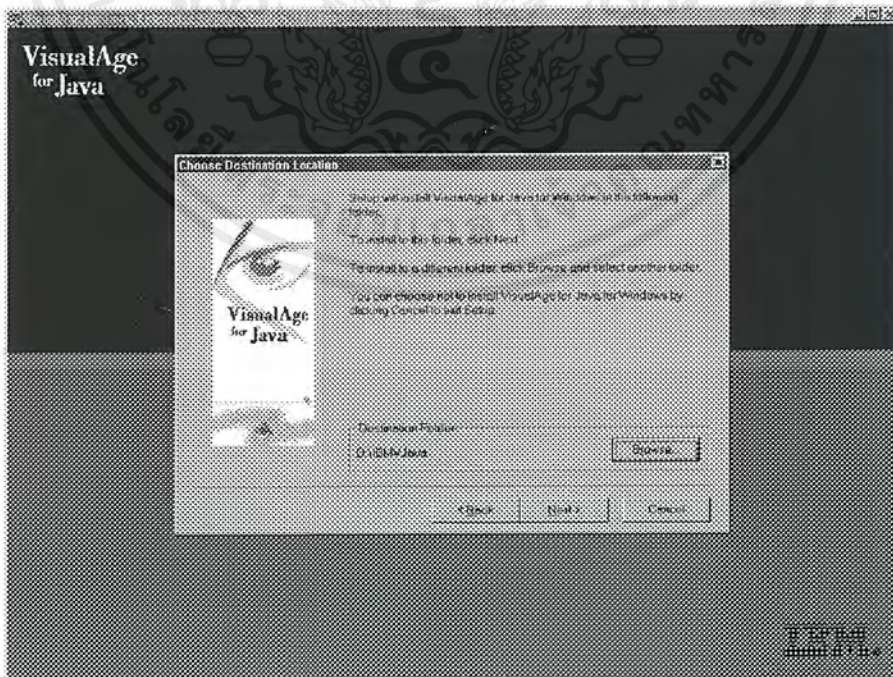 VisualAge
for Java
Choose Destination Location
Setup will install VisualAge for Java for Windows in the following
folder.
To install to this folder, click Next.
To install to a different folder, click Browse and select another folder.
You can choose not to install VisualAge for Java for Windows by
clicking Cancel to exit Setup.
VisualAge
for Java
Destination Folder
D:\IBMVJava
Browse...
< Back
Next >
Cancel
IBM